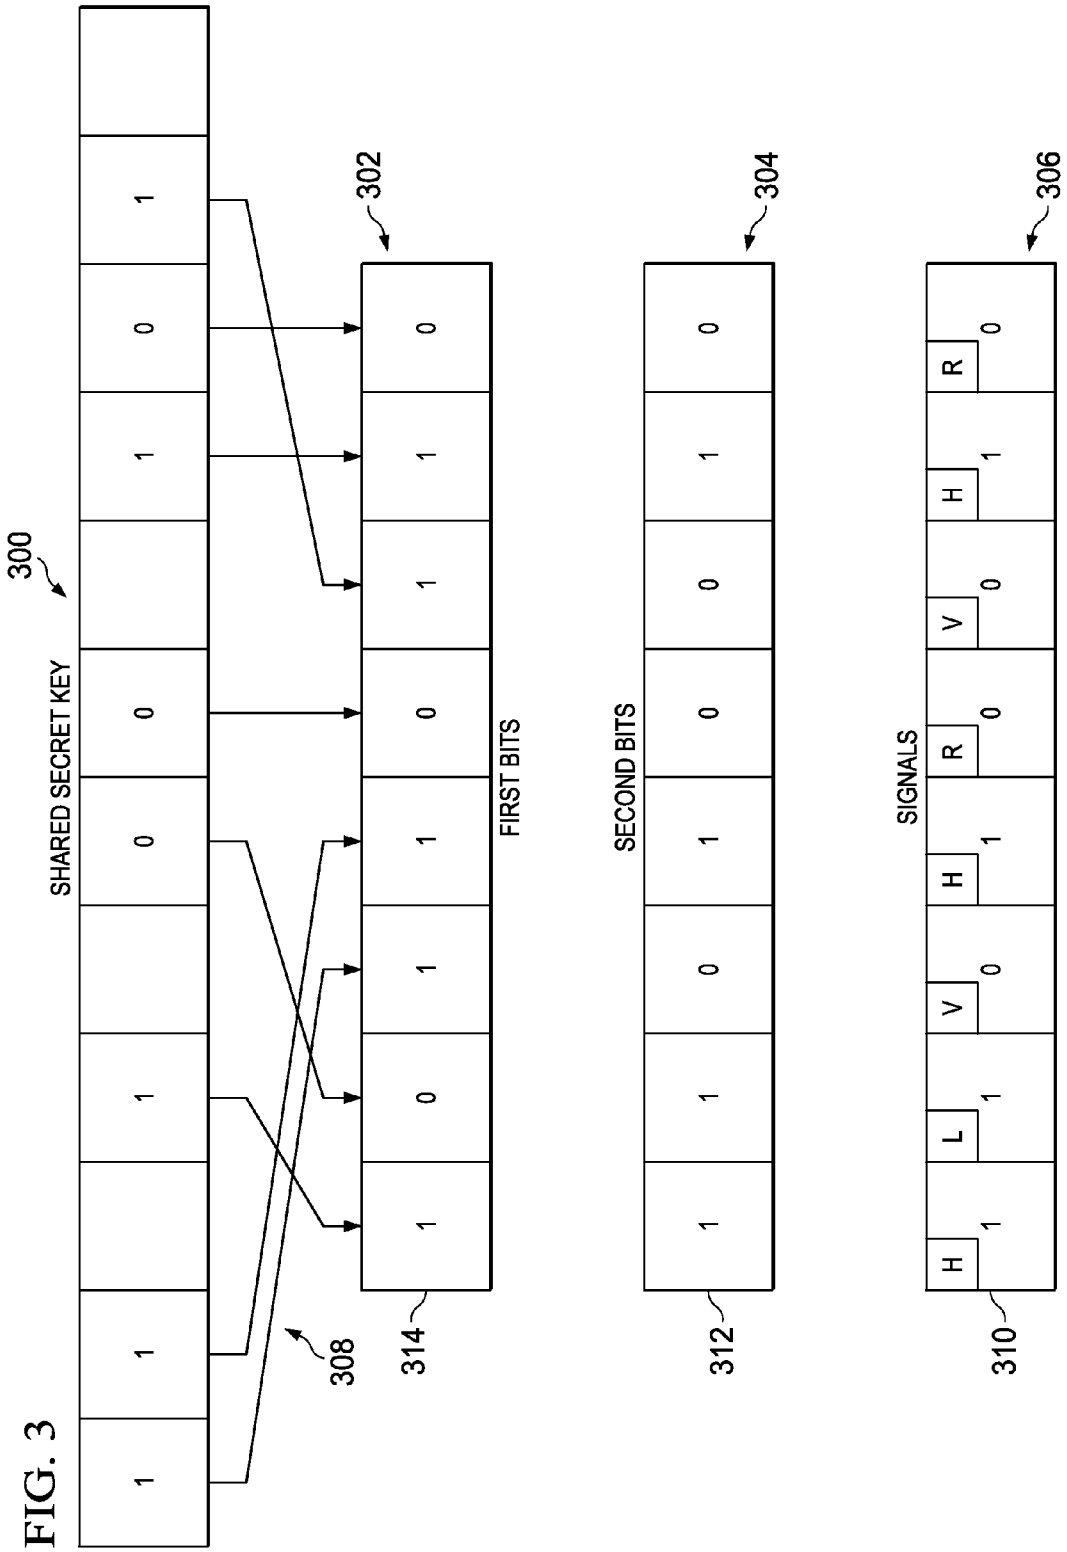 FIG. 3
300
SHARED SECRET KEY
1 1 1 0 0 1 0 1
308
302
314 1 0 1 1 0 1 1 0
FIRST BITS
SECOND BITS
312 1 1 0 1 0 0 1 0
304
SIGNALS
H L V H R V H R
310 1 1 0 1 0 0 1 0
306